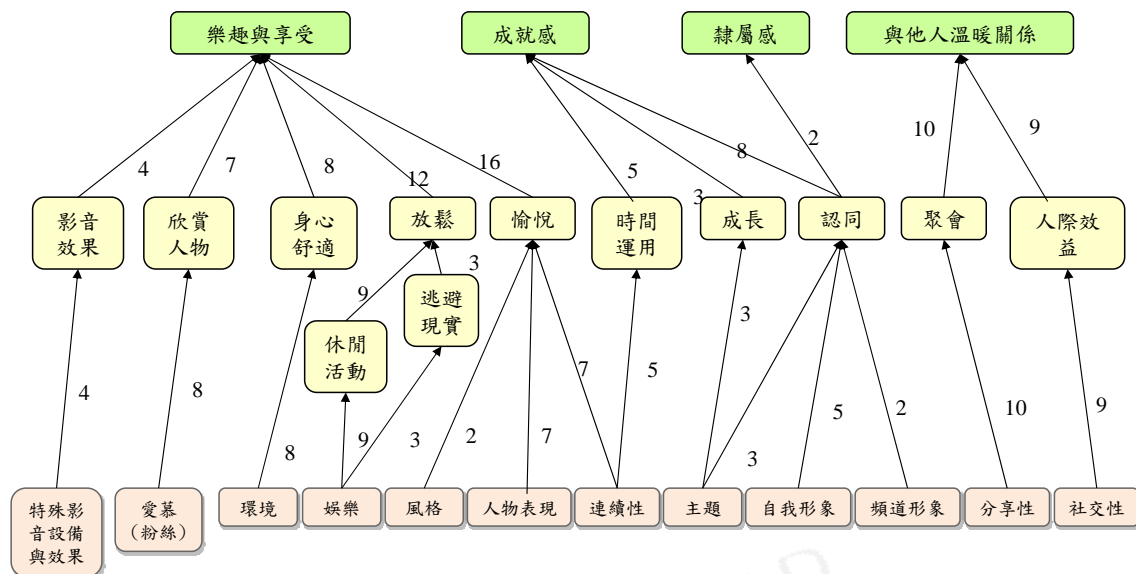 樂趣與享受
成就感
隸屬感
與他人溫暖關係
4
7
8
12
16
5
3
8
2
10
9
影音
效果
欣賞
人物
身心
舒適
放鬆
愉悅
時間
運用
成長
認同
聚會
人際效
益
9
3
逃避
現實
休閒
活動
4
8
8
9
3
2
7
7
5
3
3
5
2
10
9
特殊影
音設備
與效果
愛慕
(粉絲)
環境
娛樂
風格
人物表現
連續性
主題
自我形象
頻道形象
分享性
社交性